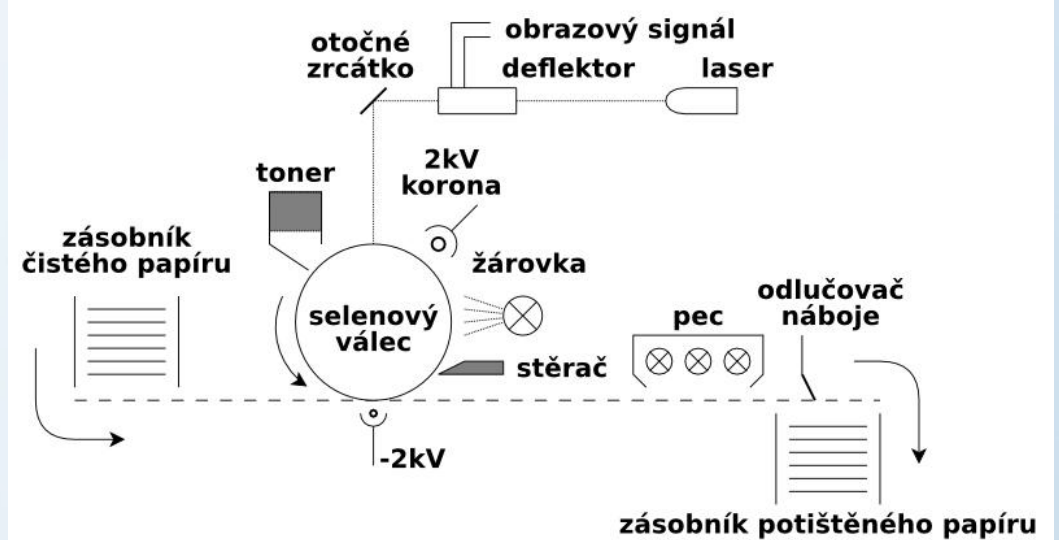 obrazový signál
otočné
zrcátko
deflektor
laser
2kV
korona
toner
zásobník
čistého papíru
žárovka
selenový
válec
stěrač
pec
odlučovač
náboje
-2kV
zásobník potištěného papíru